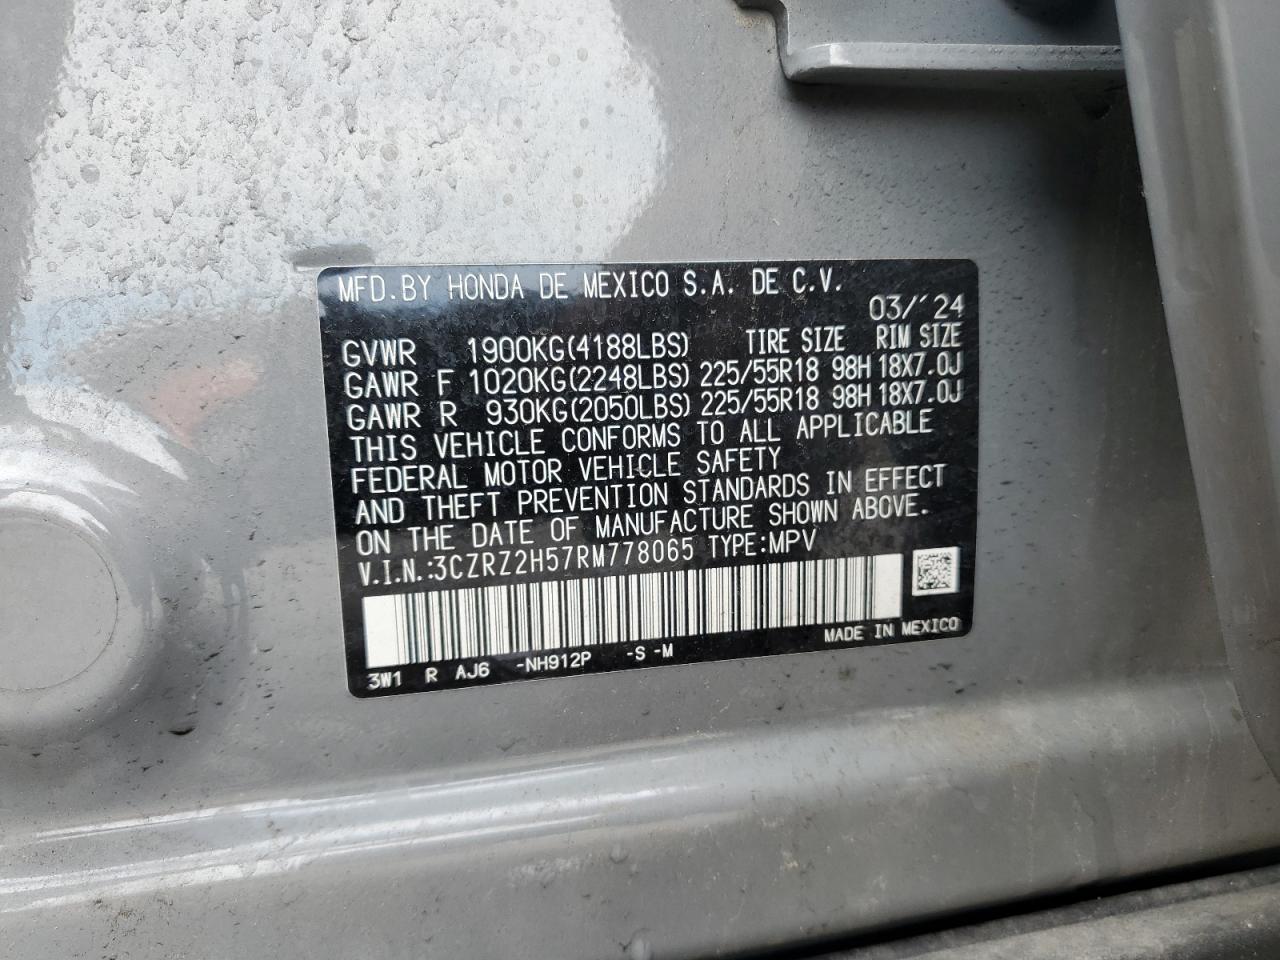 MFD.BY HONDA DE MEXICO S.A. DE C.V.
03/'24
GVWR 1900KG(4188LBS) TIRE SIZE RIM SIZE
GAWR F 1020KG(2248LBS) 225/55R18 98H 18X7.0J
GAWR R 930KG(2050LBS) 225/55R18 98H 18X7.0J
THIS VEHICLE CONFORMS TO ALL APPLICABLE
FEDERAL MOTOR VEHICLE SAFETY
AND THEFT PREVENTION STANDARDS IN EFFECT
ON THE DATE OF MANUFACTURE SHOWN ABOVE.
V.I.N.:3CZRZ2H57RM778065 TYPE:MPV
MADE IN MEXICO
3W1 R AJ6 -NH912P -S -M